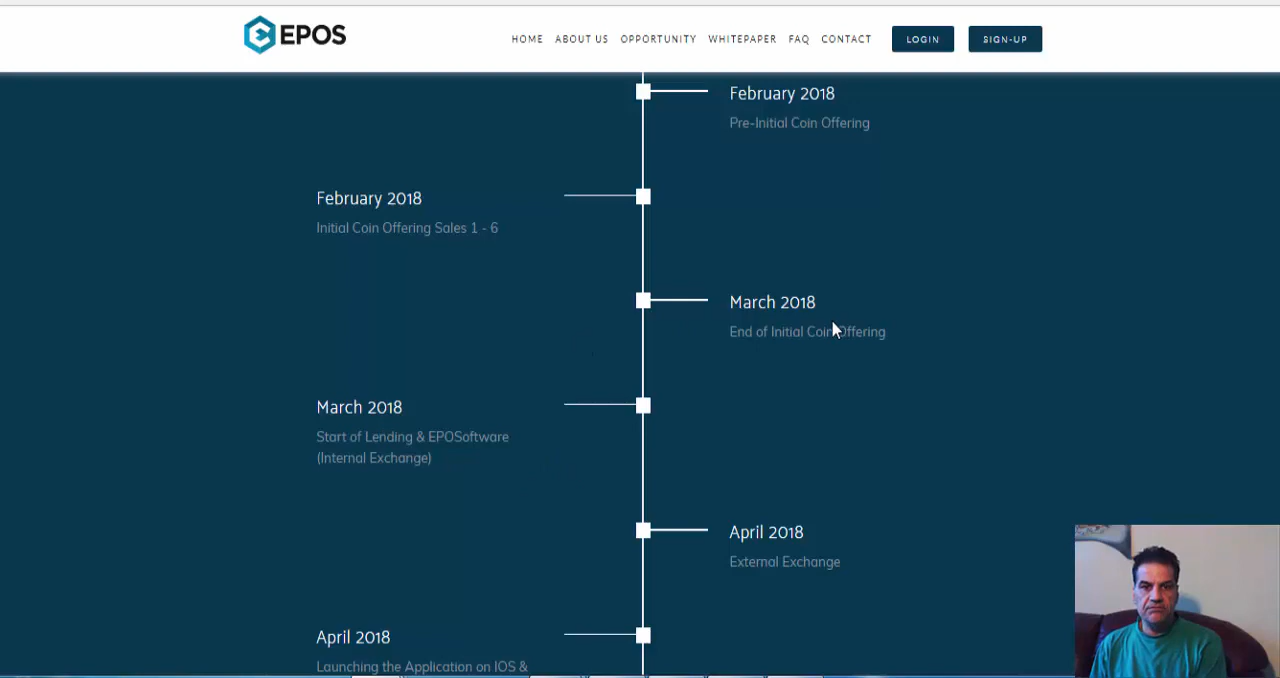 EPOS
HOME ABOUT US OPPORTUNITY WHITEPAPER FAQ CONTACT LOGIN SIGN-UP
February 2018
Pre-Initial Coin Offering
February 2018
Initial Coin Offering Sales 1 - 6
March 2018
End of Initial Coin Offering
March 2018
Start of Lending & EPOSoftware
(Internal Exchange)
April 2018
External Exchange
April 2018
Launching the Application on IOS &